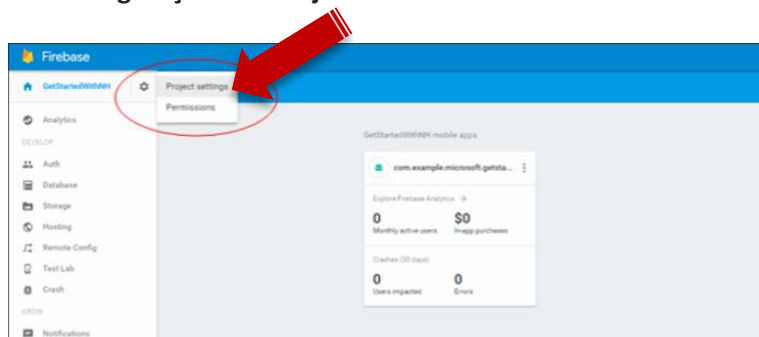 Firebase
GetStartedWithNH
Project settings
Permissions
Analytics
DEVELOP
Auth
Database
Storage
Hosting
Remote Config
Test Lab
Crash
GROW
Notifications
GetStartedWithNH mobile apps
com.example.microsoft.getsta...
Explore Firebase Analytics
0 $0
Monthly active users In-app purchases
Crashes (30 days)
0 0
Users impacted Errors